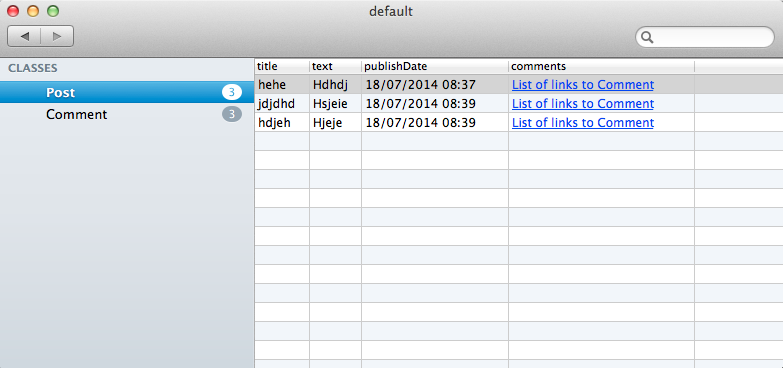 default
CLASSES
Post 3
Comment 3
title text publishDate comments
hehe Hdhdj 18/07/2014 08:37 List of links to Comment
jdjdhd Hsjeie 18/07/2014 08:39 List of links to Comment
hdjeh Hjeje 18/07/2014 08:39 List of links to Comment